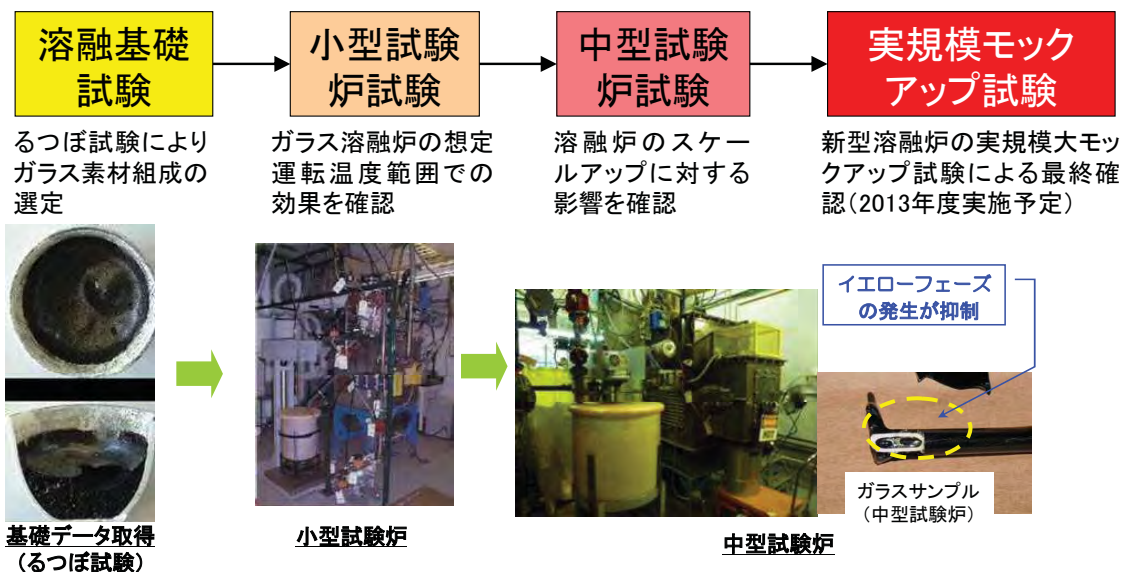 溶融基礎
試験
小型試験
炉試験
中型試験
炉試験
実規模モック
アップ試験
るつぼ試験により
ガラス素材組成の
選定
ガラス溶融炉の想定
運転温度範囲での
効果を確認
溶融炉のスケー
ルアップに対する
影響を確認
新型溶融炉の実規模大モッ
クアップ試験による最終確
認(2013年度実施予定)
イエローフェーズ
の発生が抑制
ガラスサンプル
(中型試験炉)
基礎データ取得
(るつぼ試験)
小型試験炉
中型試験炉